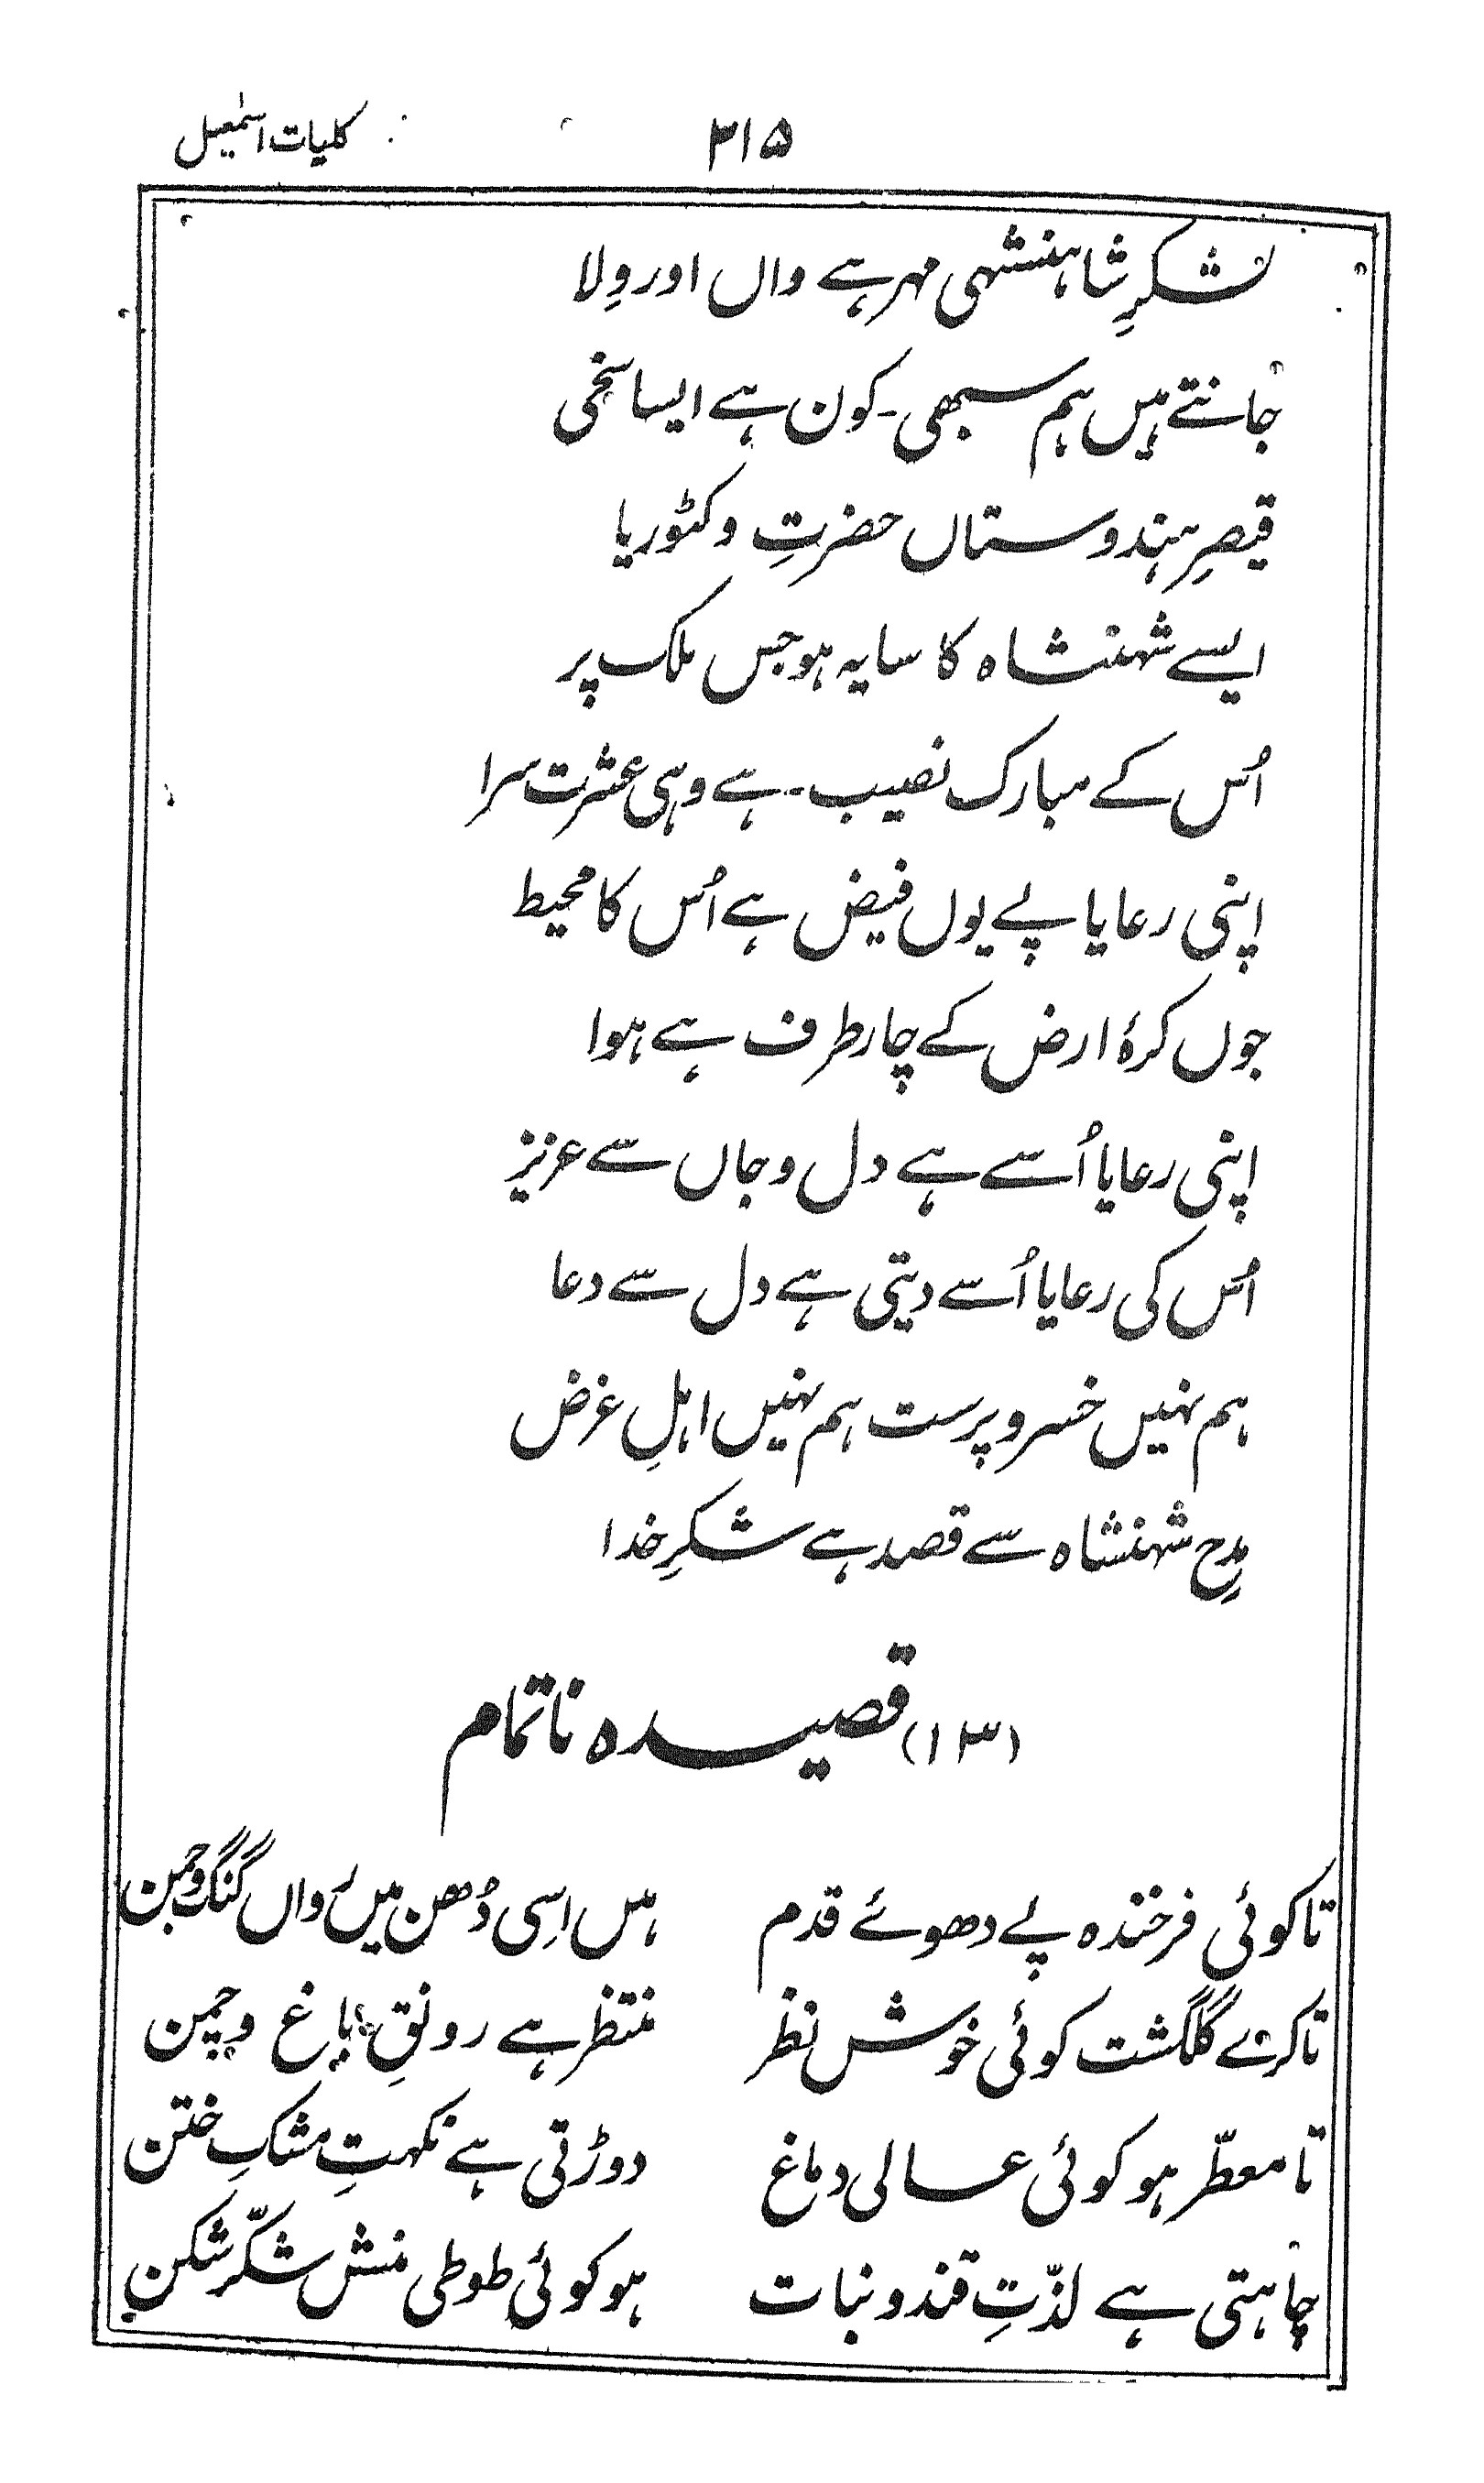 ۳۱۵ کلیات اسمٰعیل
لشکرِ شاہنشہی مہر ہے واں اور وِلا
جانتے ہیں ہم سبھی۔ کون ہے ایسا سخی
قیصرِ ہندوستاں حضرتِ وکٹوریا
ایسے شہنشاہ کا سایہ ہو جس ملک پر
اُس کے مبارک نصیب۔ ہے وہی عشرت سرا
اپنی رعایا پے یوں فیض ہے اُس کا محیط
جوں کرۂ ارض کے چار طرف ہے ہوا
اپنی رعایا اُسے ہے دل و جاں سے عزیز
اُس کی رعایا اُسے دیتی ہے دل سے دعا
ہم نہیں خسرو پرست ہم نہیں اہلِ غرض
مدِح شہنشاہ سے قصد ہے شکرِ خدا
(۱۳) قصیدہ ناتمام
تا کوئی فرخندہ پے دھوئے قدم ہیں اِسی دُھن میں رواں گنگ و جمن
تا کرے گلگشت کوئی خوش نظر منتظر ہے رونقِ باغ و چمن
تا معطّر ہو کوئی عالی دماغ دوڑتی ہے نکہتِ مشکِ ختن
چاہتی ہے لذّتِ قند و نبات ہو کوئی طوطی منش شکّر شکن